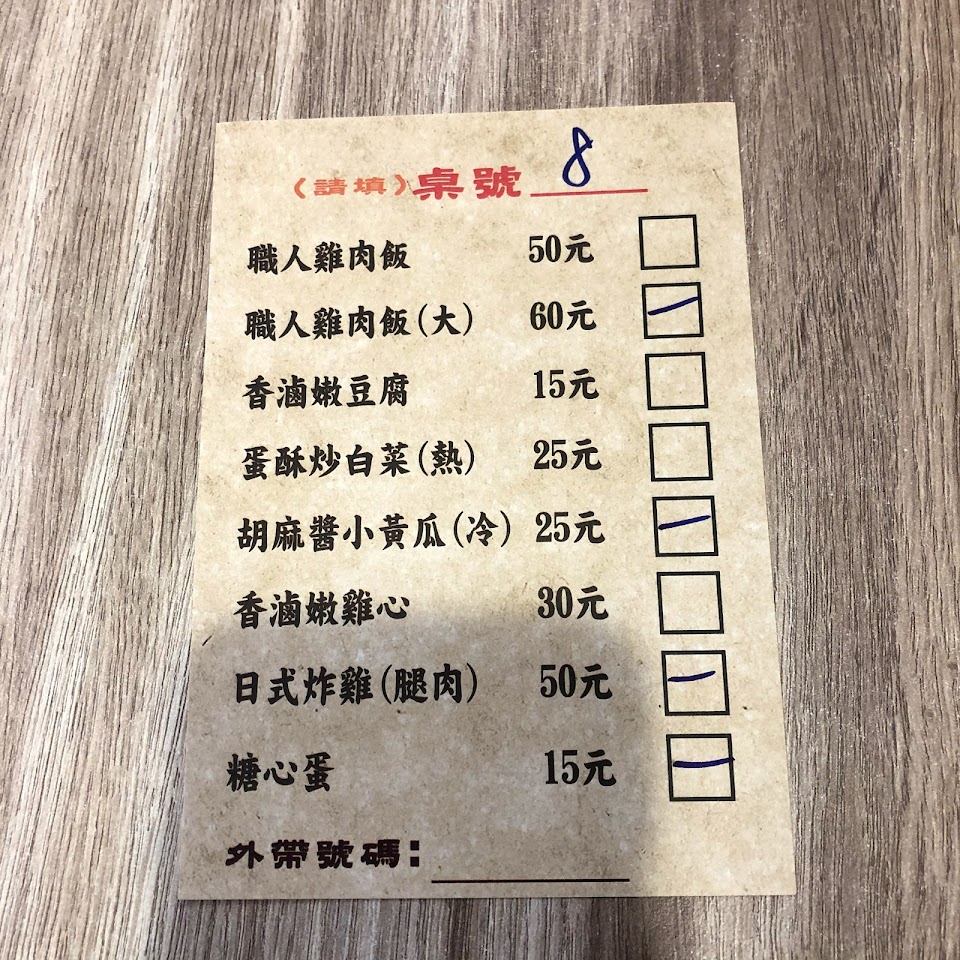 (請填)桌號 8
職人雞肉飯 50元
職人雞肉飯(大) 60元 一
香滷嫩豆腐 15元
蛋酥炒白菜(熱) 25元
胡麻醬小黃瓜(冷) 25元 一
香滷嫩雞心 30元
日式炸雞(腿肉) 50元 一
糖心蛋 15元 一
外帶號碼: